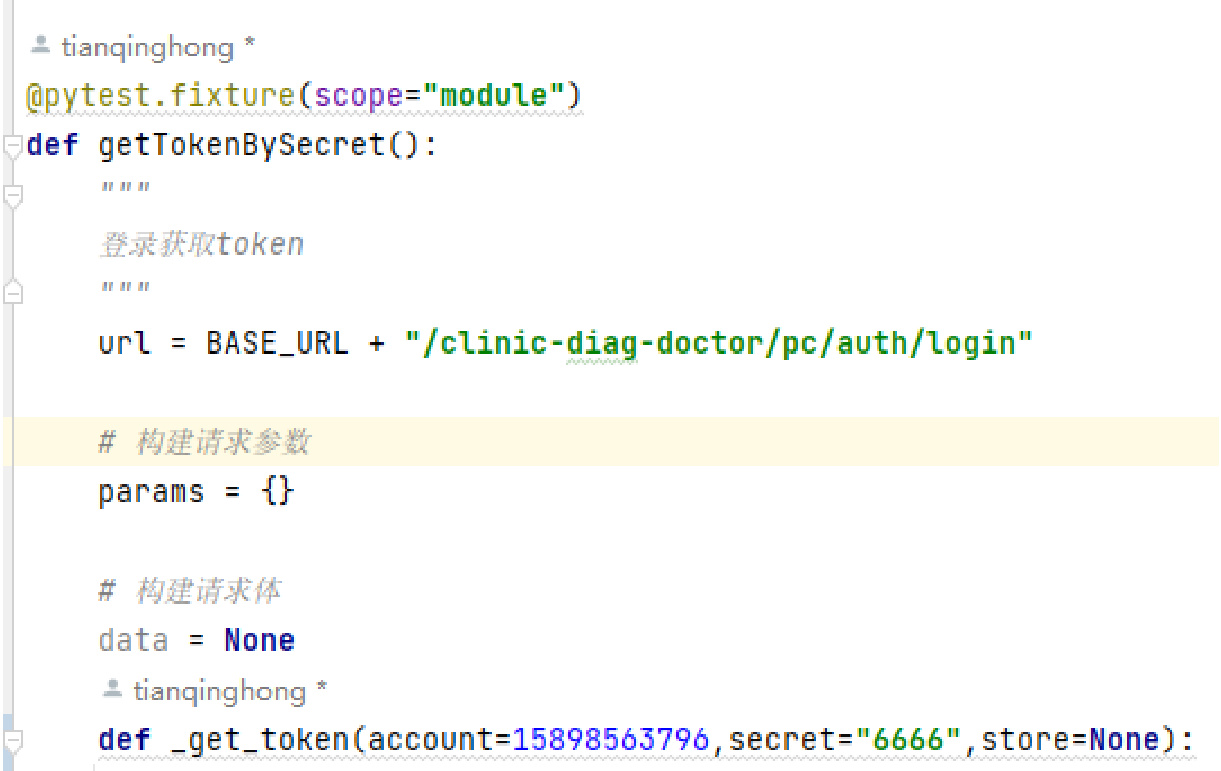 tianqinghong *
@pytest.fixture(scope="module")
def getTokenBySecret():
"""
登录获取token
"""
url = BASE_URL + "/clinic-diag-doctor/pc/auth/login"
# 构建请求参数
params = {}
# 构建请求体
data = None
tianqinghong *
def _get_token(account=15898563796,secret="6666",store=None):